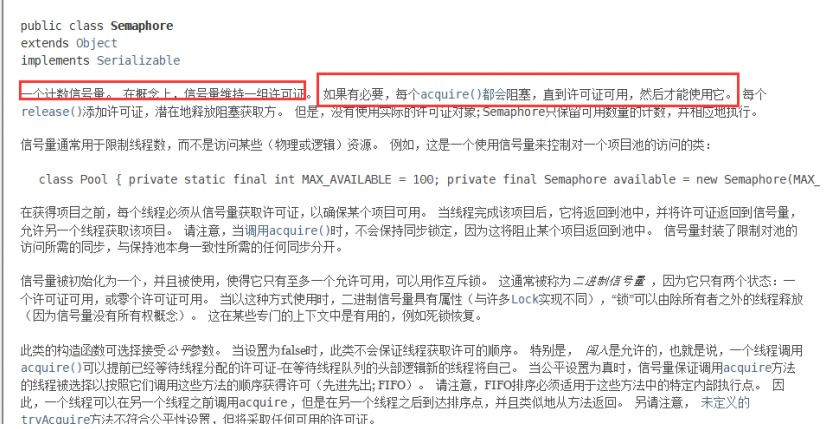 public class Semaphore
extends Object
implements Serializable
一个计数信号量。 在概念上，信号量维持一组许可证。 如果有必要，每个acquire()都会阻塞，直到许可证可用，然后才能使用它。 每个
release()添加许可证，潜在地释放阻塞获取方。 但是，没有使用实际的许可证对象; Semaphore只保留可用数量的计数，并相应地执行。
信号量通常用于限制线程数，而不是访问某些（物理或逻辑）资源。 例如，这是一个使用信号量来控制对一个项目池的访问的类：
class Pool { private static final int MAX_AVAILABLE = 100; private final Semaphore available = new Semaphore(MAX_
在获得项目之前，每个线程必须从信号量获取许可证，以确保某个项目可用。 当线程完成该项目后，它将返回到池中，并将许可证返回到信号量，
允许另一个线程获取该项目。 请注意，当调用acquire()时，不会保持同步锁定，因为这将阻止某个项目返回到池中。 信号量封装了限制对池的
访问所需的同步，与保持池本身一致性所需的任何同步分开。
信号量被初始化为一个，并且被使用，使得它只有至多一个允许可用，可以用作互斥锁。 这通常被称为二进制信号量 ，因为它只有两个状态：一
个许可证可用，或零个许可证可用。 当以这种方式使用时，二进制信号量具有属性（与许多Lock实现不同），“锁”可以由除所有者之外的线程释放
（因为信号量没有所有权概念）。 这在某些专门的上下文中是有用的，例如死锁恢复。
此类的构造函数可选择接受公平参数。 当设置为false时，此类不会保证线程获取许可的顺序。 特别是， 闯入是允许的，也就是说，一个线程调用
acquire()可以提前已经等待线程分配的许可证-在等待线程队列的头部逻辑新的线程将自己。 当公平设置为真时，信号量保证调用acquire方法
的线程被选择以按照它们调用这些方法的顺序获得许可（先进先出; FIFO）。 请注意，FIFO排序必须适用于这些方法中的特定内部执行点。 因
此，一个线程可以在另一个线程之前调用acquire ，但是在另一个线程之后到达排序点，并且类似地从方法返回。 另请注意， 未定义的
tryAcquire方法不符合公平性设置，但将采取任何可用的许可证。